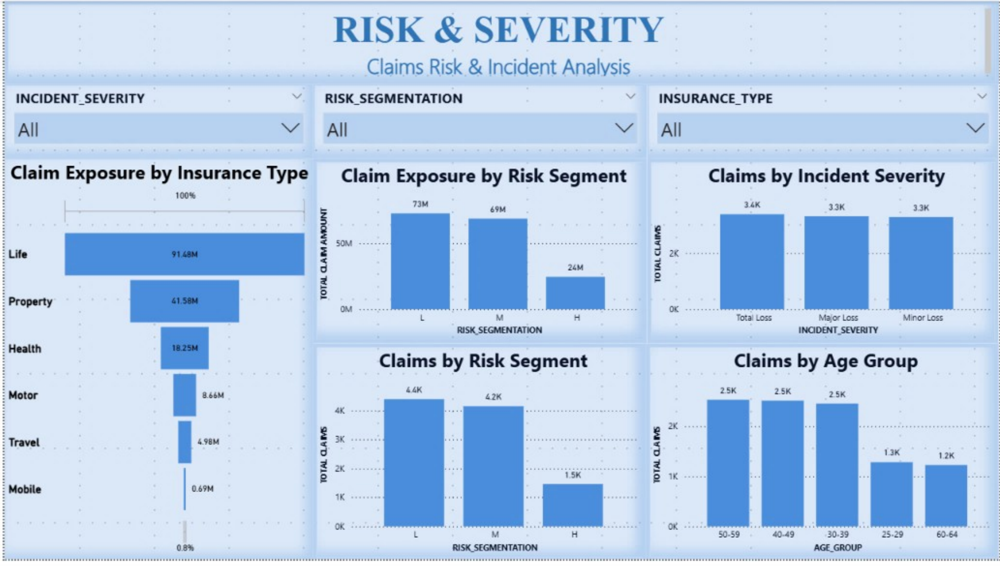 RISK & SEVERITY
Claims Risk & Incident Analysis
INCIDENT_SEVERITY
All
RISK_SEGMENTATION
All
INSURANCE_TYPE
All
Claim Exposure by Insurance Type
100%
Life
91.48M
Property
41.58M
Health
18.25M
Motor
8.66M
Travel
4.98M
Mobile
0.69M
0.8%
Claim Exposure by Risk Segment
TOTAL CLAIM AMOUNT
50M
0M
73M
69M
24M
L
M
H
RISK_SEGMENTATION
Claims by Incident Severity
TOTAL CLAIMS
2K
0K
3.4K
3.3K
3.3K
Total Loss
Major Loss
Minor Loss
INCIDENT_SEVERITY
Claims by Risk Segment
TOTAL CLAIMS
4K
3K
2K
1K
0K
4.4K
4.2K
1.5K
L
M
H
RISK_SEGMENTATION
Claims by Age Group
TOTAL CLAIMS
2K
1K
0K
2.5K
2.5K
2.5K
1.3K
1.2K
50-59
40-49
30-39
25-29
60-64
AGE_GROUP